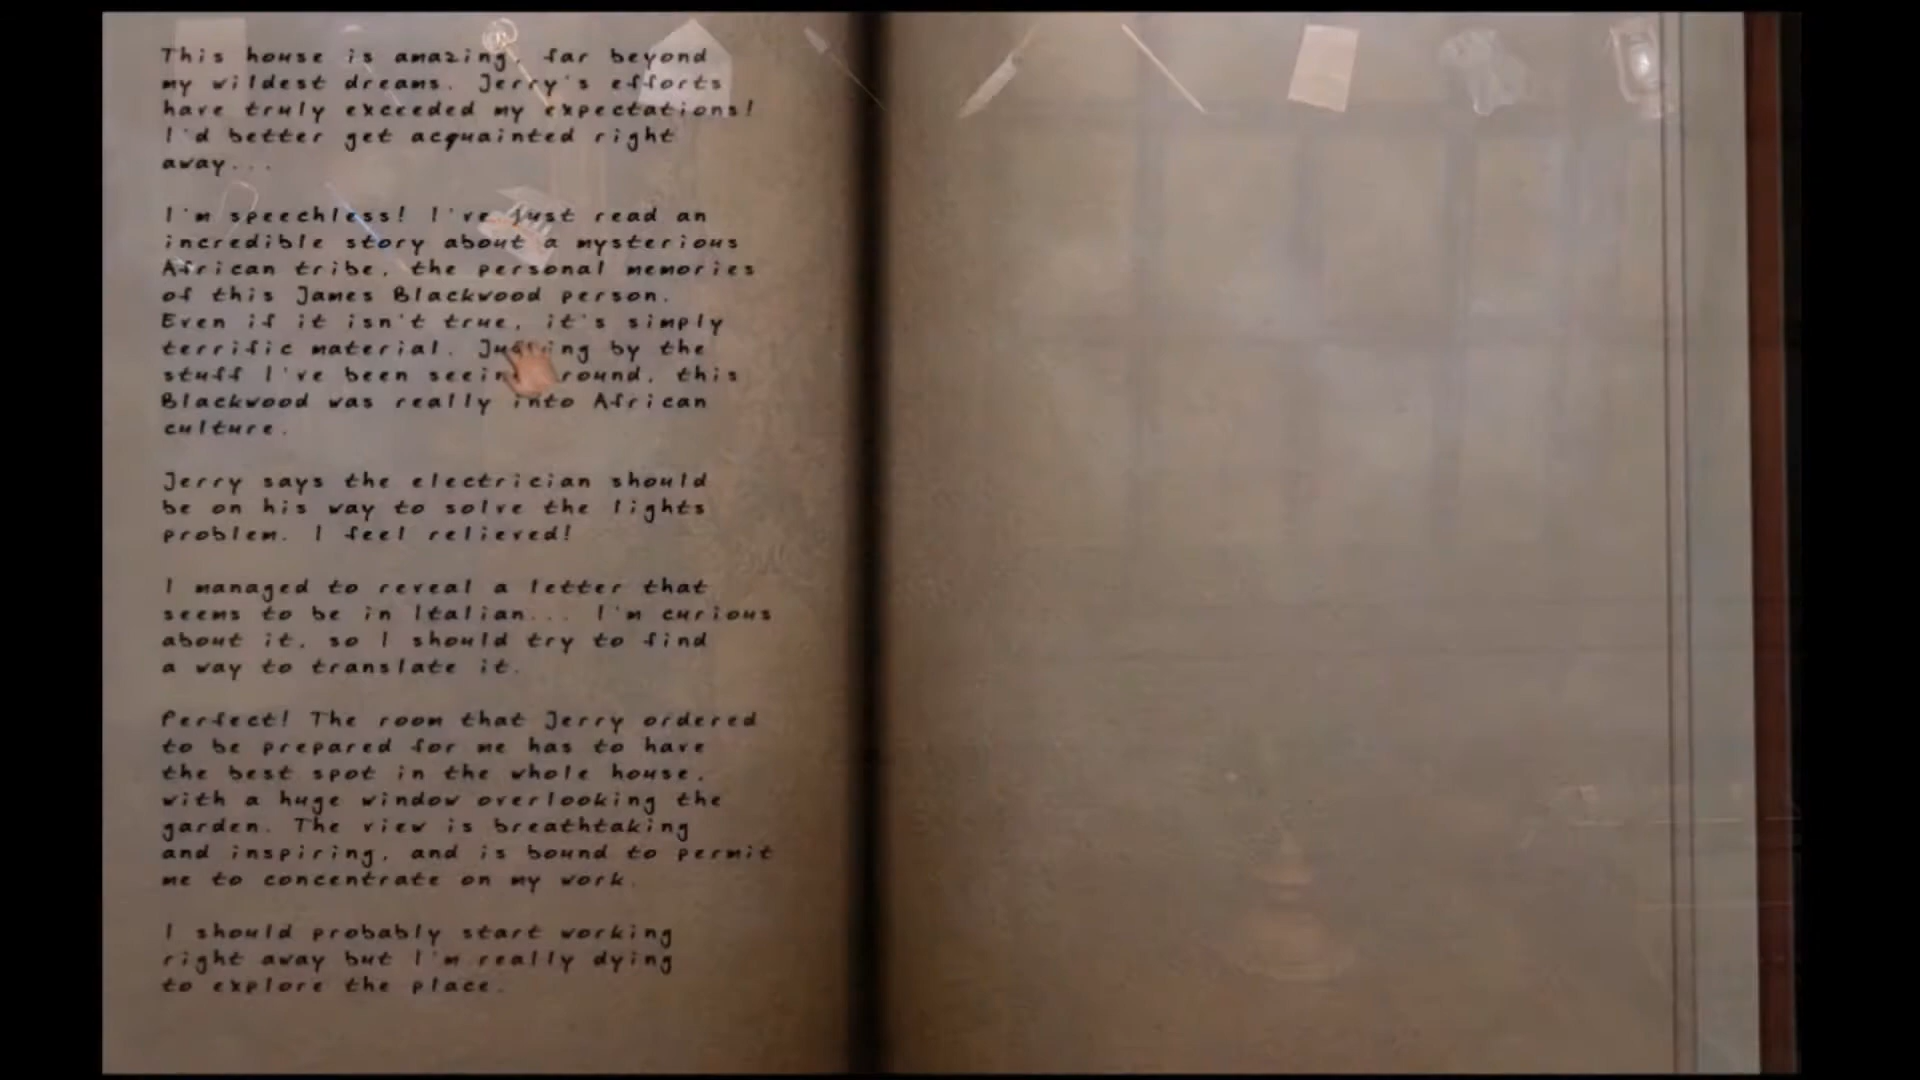 This house is amazing, far beyond
my wildest dreams. Jerry's efforts
have truly exceeded my expectations!
I'd better get acquainted right
away...
I'm speechless! I've just read an
incredible story about a mysterious
African tribe, the personal memories
of this James Blackwood person.
Even if it isn't true, it's simply
terrific material. Judging by the
stuff I've been seeing around, this
Blackwood was really into African
culture.
Jerry says the electrician should
be on his way to solve the lights
problem. I feel relieved!
I managed to reveal a letter that
seems to be in Italian... I'm curious
about it, so I should try to find
a way to translate it.
Perfect! The room that Jerry ordered
to be prepared for me has to have
the best spot in the whole house,
with a huge window overlooking the
garden. The view is breathtaking
and inspiring, and is bound to permit
me to concentrate on my work.
I should probably start working
right away but I'm really dying
to explore the place.